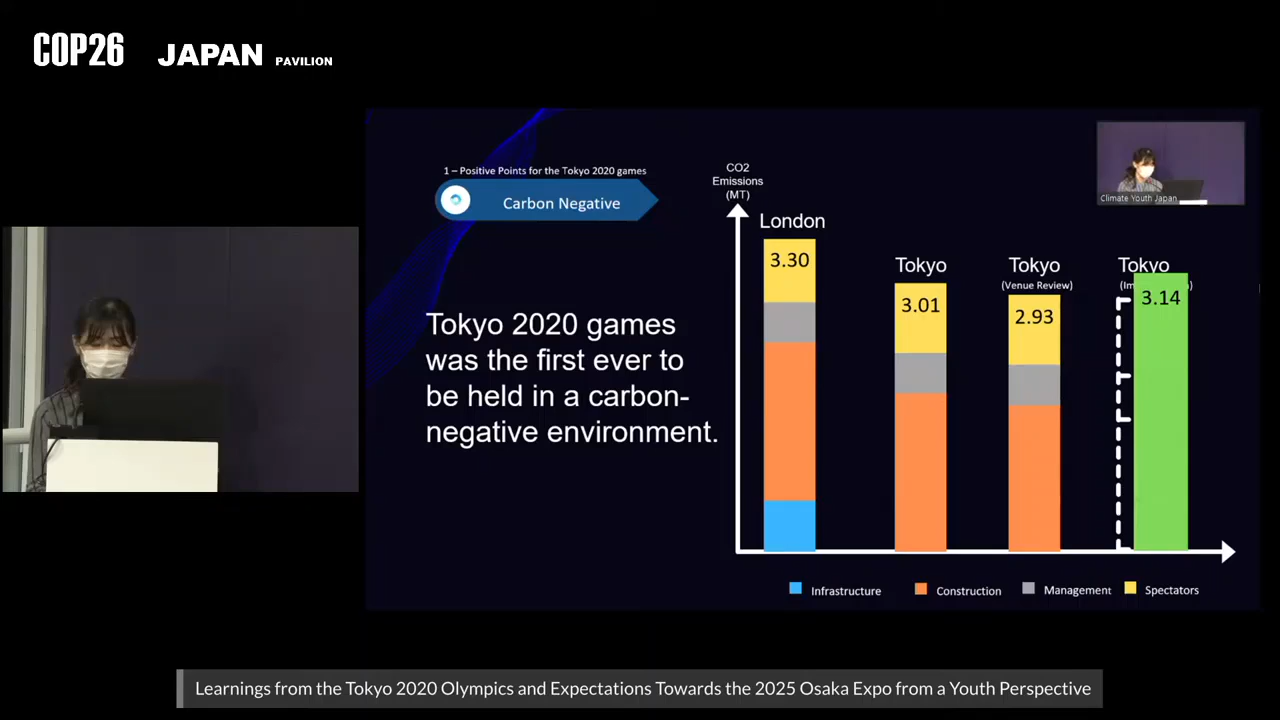 COP26 JAPAN PAVILION
1 – Positive Points for the Tokyo 2020 games
Carbon Negative
Tokyo 2020 games
was the first ever to
be held in a carbon-
negative environment.
CO2
Emissions
(MT)
London
3.30
Tokyo
3.01
Tokyo
(Venue Review)
2.93
Tokyo
3.14
Infrastructure
Construction
Management
Spectators
Climate Youth Japan
Learnings from the Tokyo 2020 Olympics and Expectations Towards the 2025 Osaka Expo from a Youth Perspective